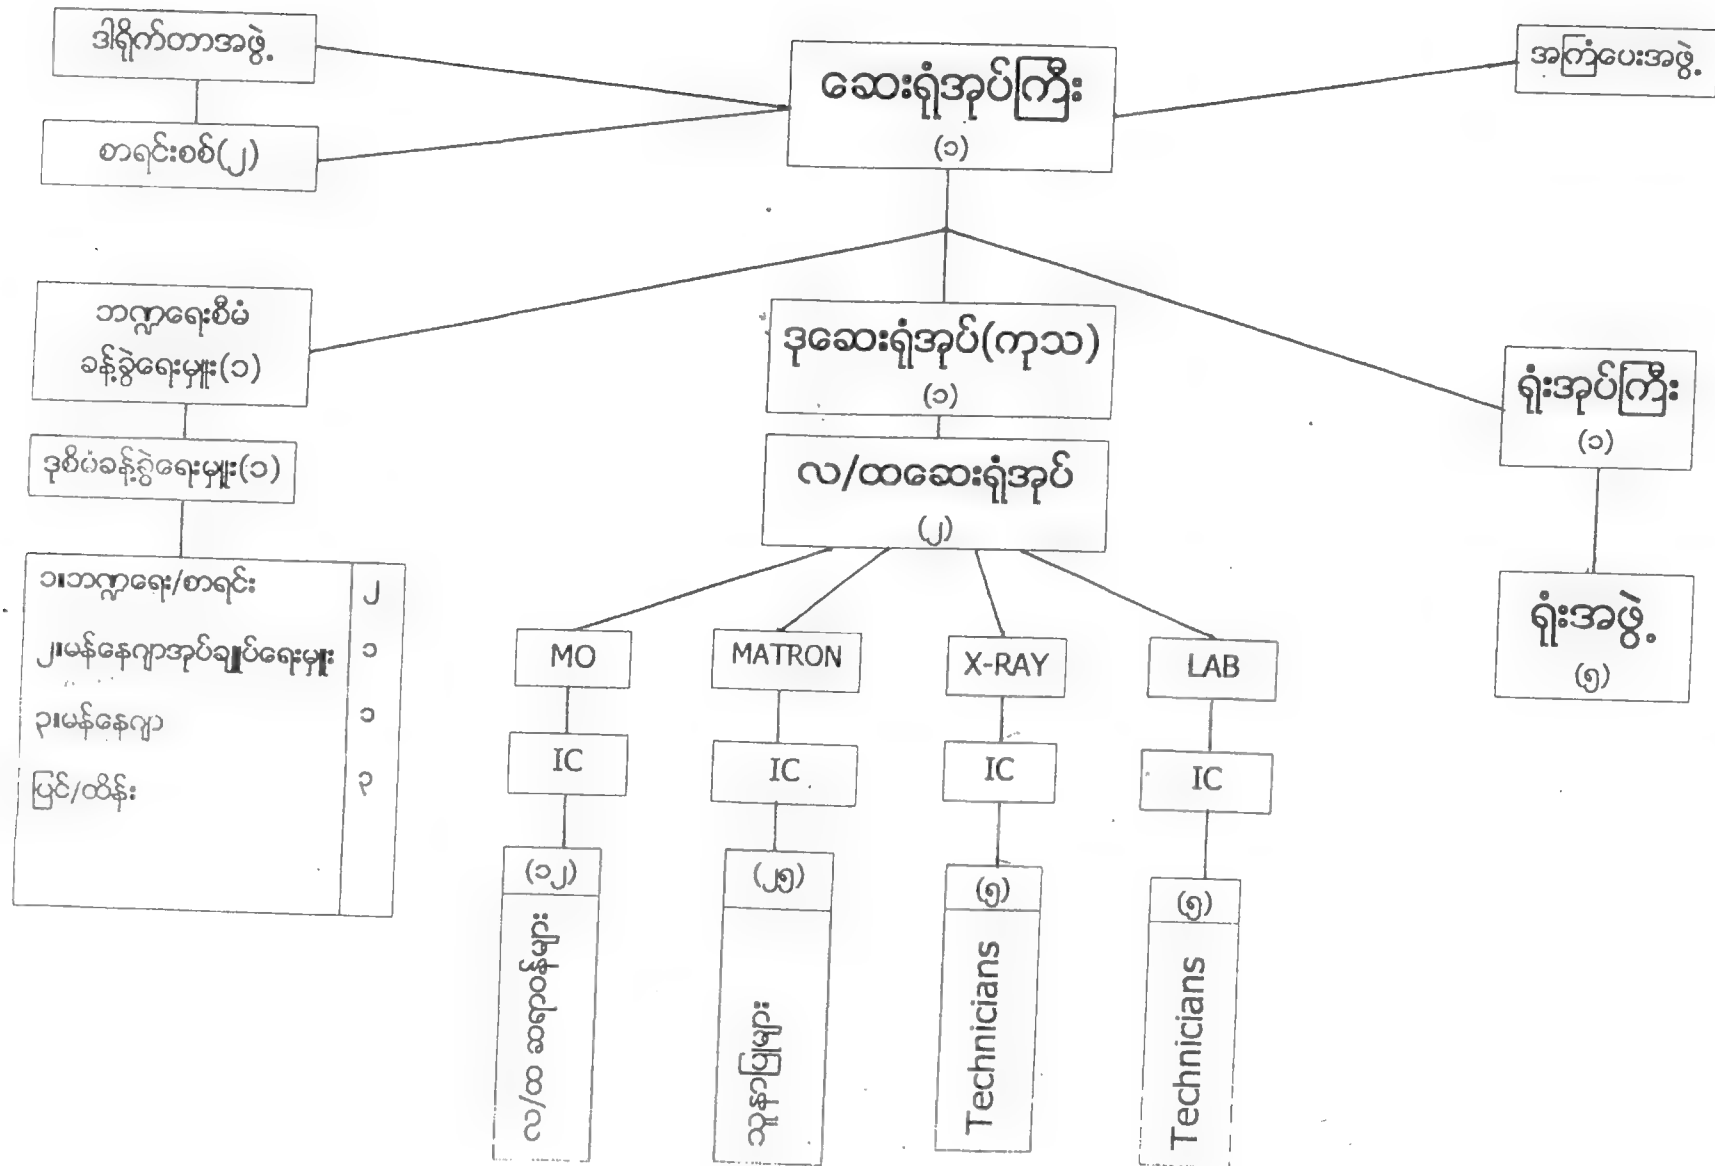 ဒါရိုက်တာအဖွဲ့
ဆေးရုံအုပ်ကြီး
(၁)
အကြံပေးအဖွဲ့
စာရင်းစစ်(၂)
ဘဏ္ဍရေးစီမံ
ခန့်ခွဲရေးမှူး(၁)
ဒုစီမံခန့်ခွဲရေးမှူး(၁)
၁။ဘဏ္ဍရေး/စာရင်း ၂
၂။မန်နေဂျာအုပ်ချုပ်ရေးမှူး ၁
၃။မန်နေဂျာ ၁
ပြင်/ထိန်း ၃
ဒုဆေးရုံအုပ်(ကုသ)
(၁)
လ/ထဆေးရုံအုပ်
(၂)
ရုံးအုပ်ကြီး
(၁)
ရုံးအဖွဲ့
(၅)
MO
MATRON
X-RAY
LAB
IC
IC
IC
IC
(၁၂)
(၂၅)
(၅)
(၅)
လ/ထ ဆရာဝန်များ
သူနာပြုများ
Technicians
Technicians